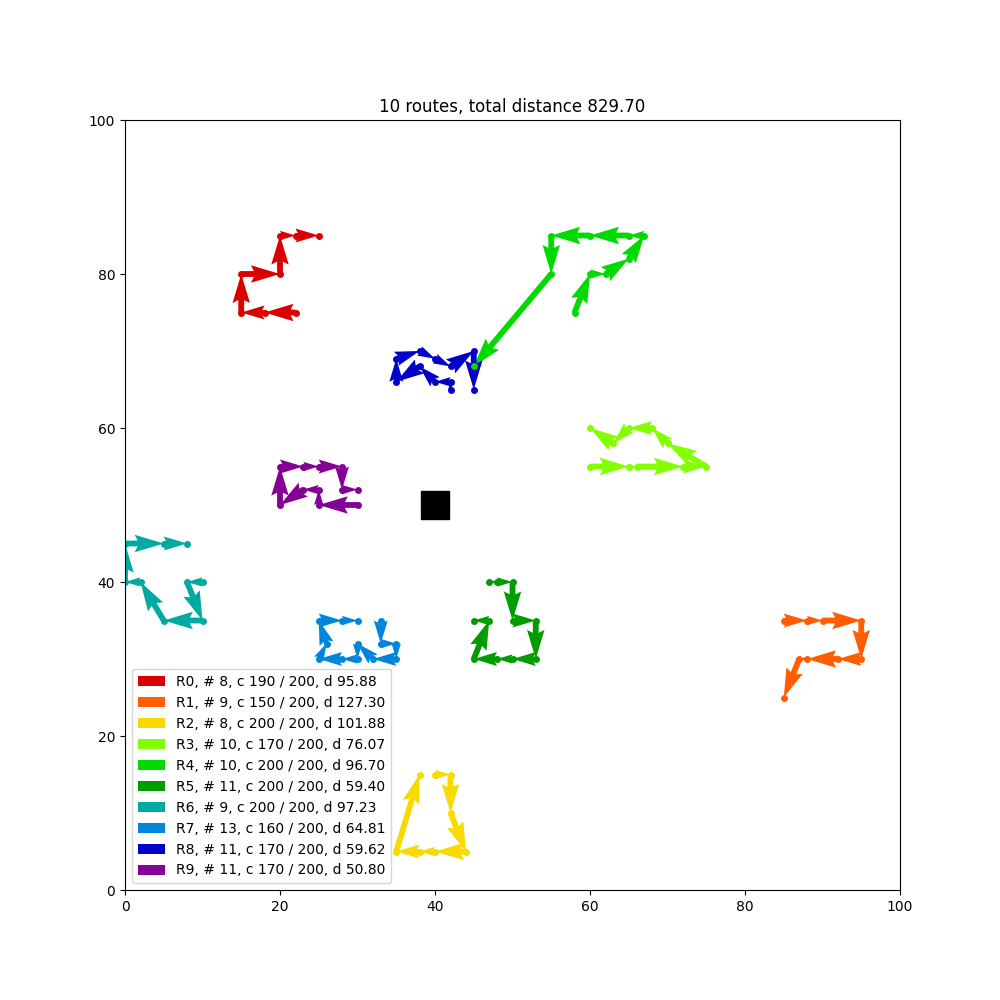 10 routes, total distance 829.70
100
80
60
40
20
0
R0, # 8, c 190 / 200, d 95.88
R1, # 9, c 150 / 200, d 127.30
R2, # 8, c 200 / 200, d 101.88
R3, # 10, c 170 / 200, d 76.07
R4, # 10, c 200 / 200, d 96.70
R5, # 11, c 200 / 200, d 59.40
R6, # 9, c 200 / 200, d 97.23
R7, # 13, c 160 / 200, d 64.81
R8, # 11, c 170 / 200, d 59.62
R9, # 11, c 170 / 200, d 50.80
0 20 40 60 80 100